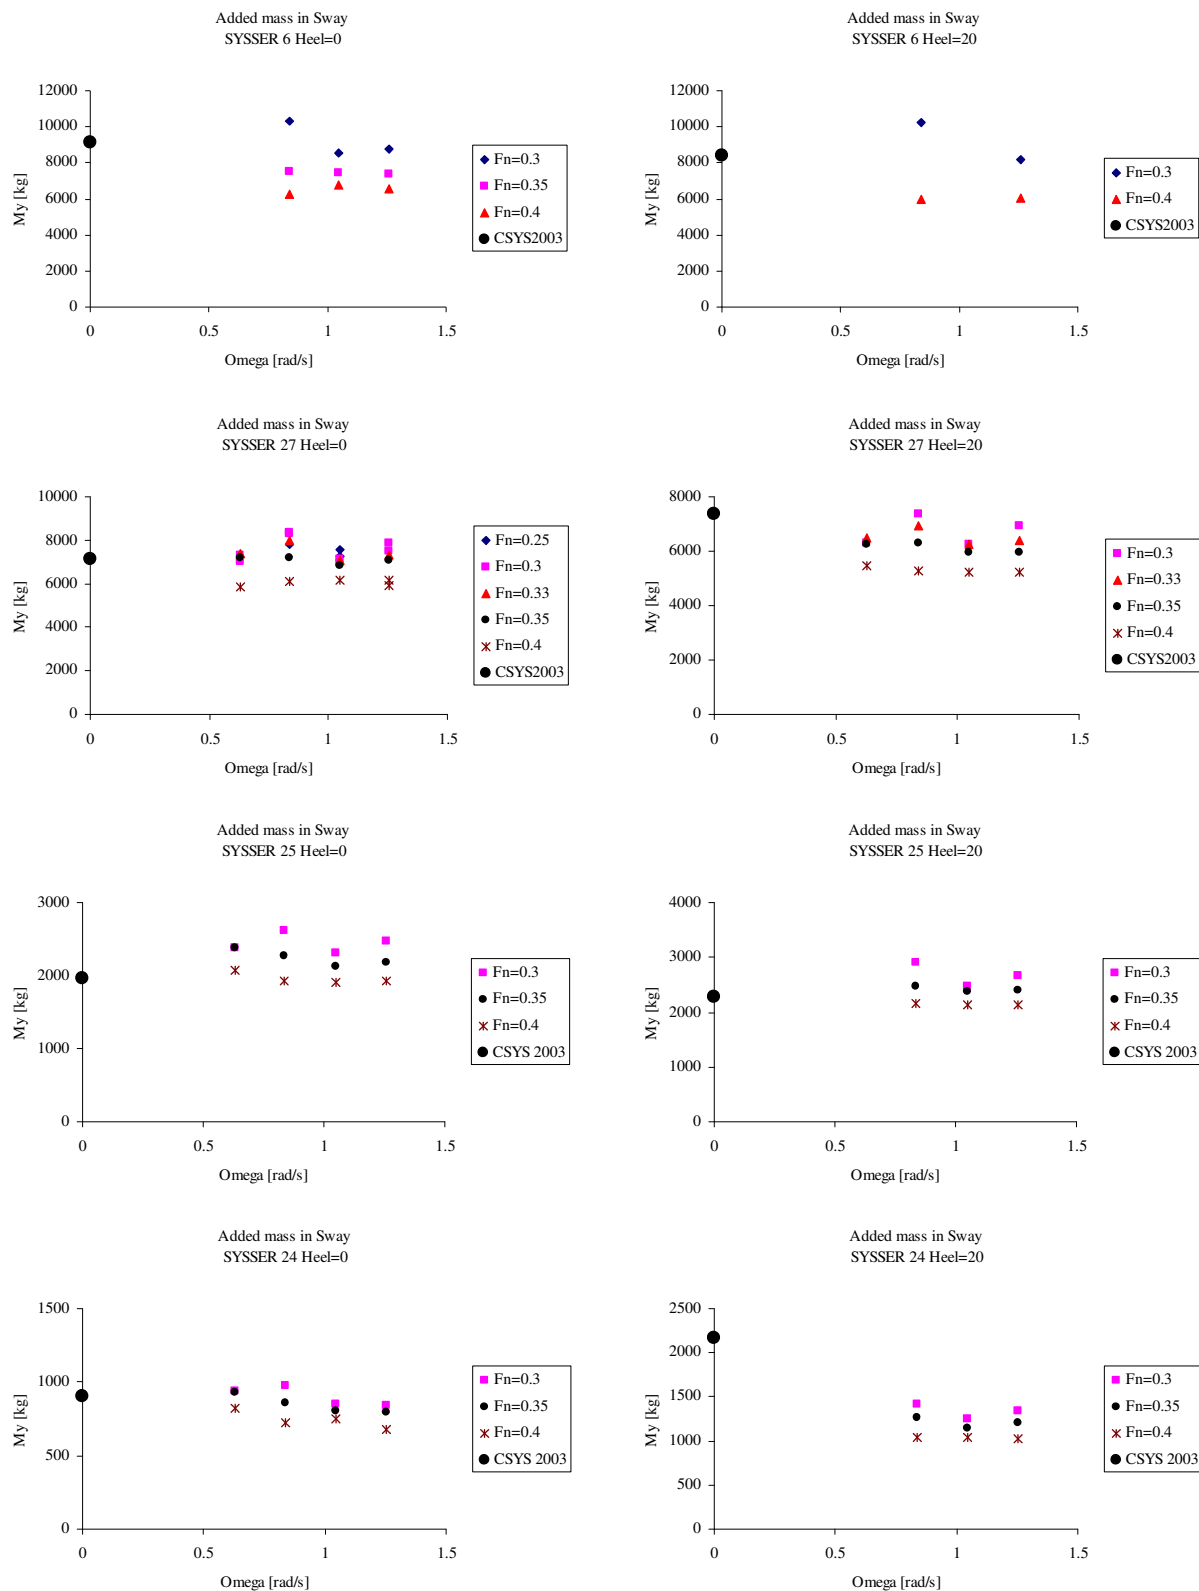 Added mass in Sway
SYSSER 6 Heel=0
12000
10000
8000
6000
4000
2000
0
My [kg]
0 0.5 1 1.5
Omega [rad/s]
Fn=0.3
Fn=0.35
Fn=0.4
CSYS2003
Added mass in Sway
SYSSER 6 Heel=20
12000
10000
8000
6000
4000
2000
0
My [kg]
0 0.5 1 1.5
Omega [rad/s]
Fn=0.3
Fn=0.4
CSYS2003
Added mass in Sway
SYSSER 27 Heel=0
10000
8000
6000
4000
2000
0
My [kg]
0 0.5 1 1.5
Omega [rad/s]
Fn=0.25
Fn=0.3
Fn=0.33
Fn=0.35
Fn=0.4
CSYS2003
Added mass in Sway
SYSSER 27 Heel=20
8000
6000
4000
2000
0
My [kg]
0 0.5 1 1.5
Omega [rad/s]
Fn=0.3
Fn=0.33
Fn=0.35
Fn=0.4
CSYS2003
Added mass in Sway
SYSSER 25 Heel=0
3000
2000
1000
0
My [kg]
0 0.5 1 1.5
Omega [rad/s]
Fn=0.3
Fn=0.35
Fn=0.4
CSYS 2003
Added mass in Sway
SYSSER 25 Heel=20
4000
3000
2000
1000
0
My [kg]
0 0.5 1 1.5
Omega [rad/s]
Fn=0.3
Fn=0.35
Fn=0.4
CSYS 2003
Added mass in Sway
SYSSER 24 Heel=0
1500
1000
500
0
My [kg]
0 0.5 1 1.5
Omega [rad/s]
Fn=0.3
Fn=0.35
Fn=0.4
CSYS 2003
Added mass in Sway
SYSSER 24 Heel=20
2500
2000
1500
1000
500
0
My [kg]
0 0.5 1 1.5
Omega [rad/s]
Fn=0.3
Fn=0.35
Fn=0.4
CSYS 2003